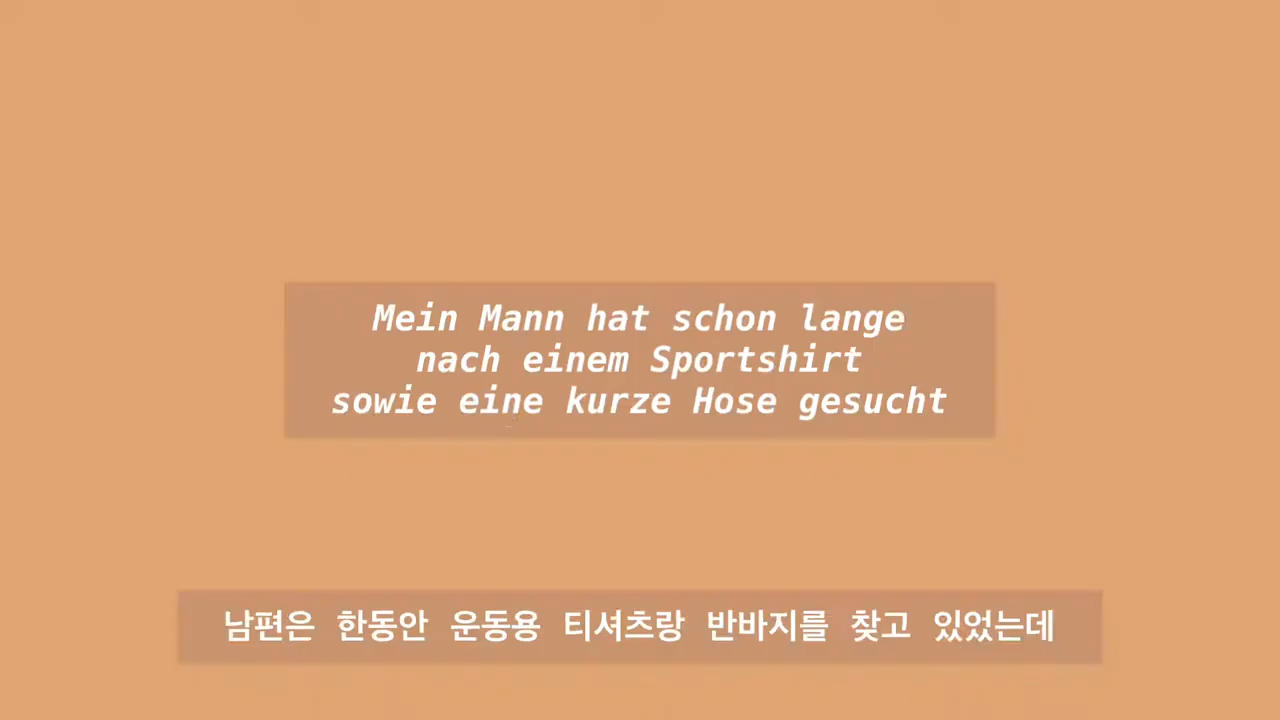 Mein Mann hat schon lange
nach einem Sportshirt
sowie eine kurze Hose gesucht
남편은 한동안 운동용 티셔츠랑 반바지를 찾고 있었는데